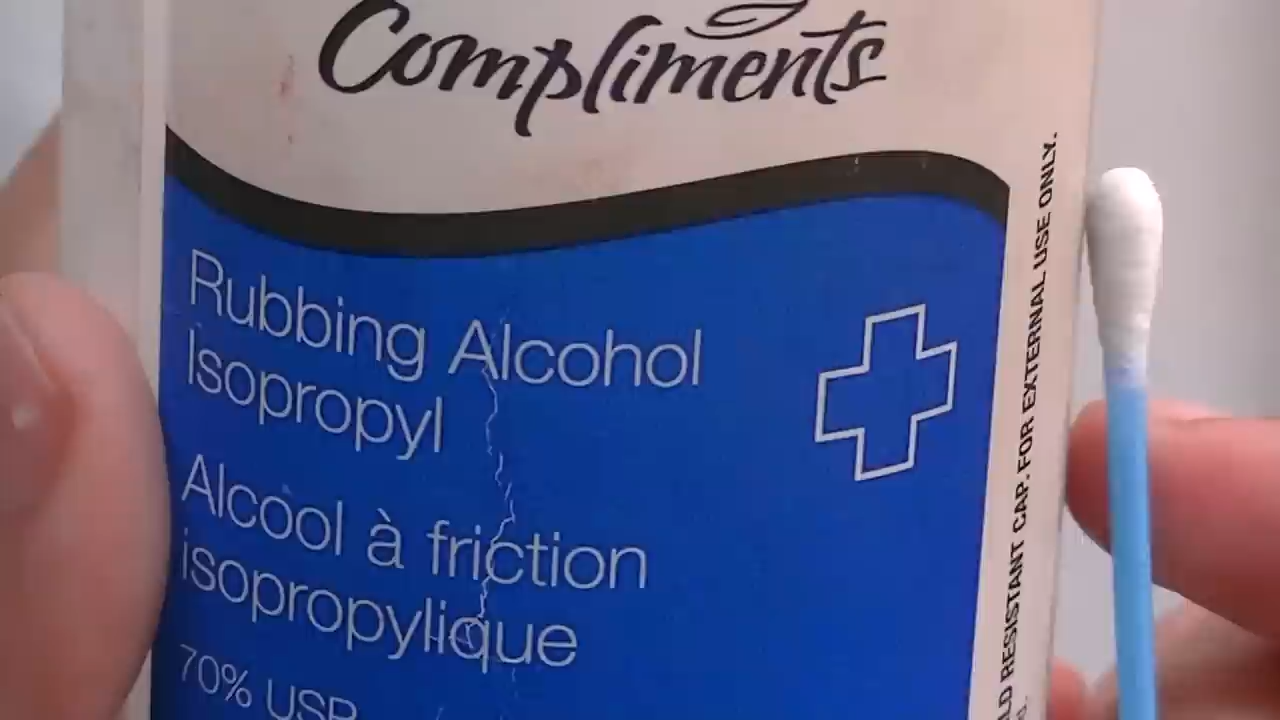 Compliments
Rubbing Alcohol
Isopropyl
Alcool à friction
isopropylique
70% USP
RESISTANT CAP. FOR EXTERNAL USE ONLY.